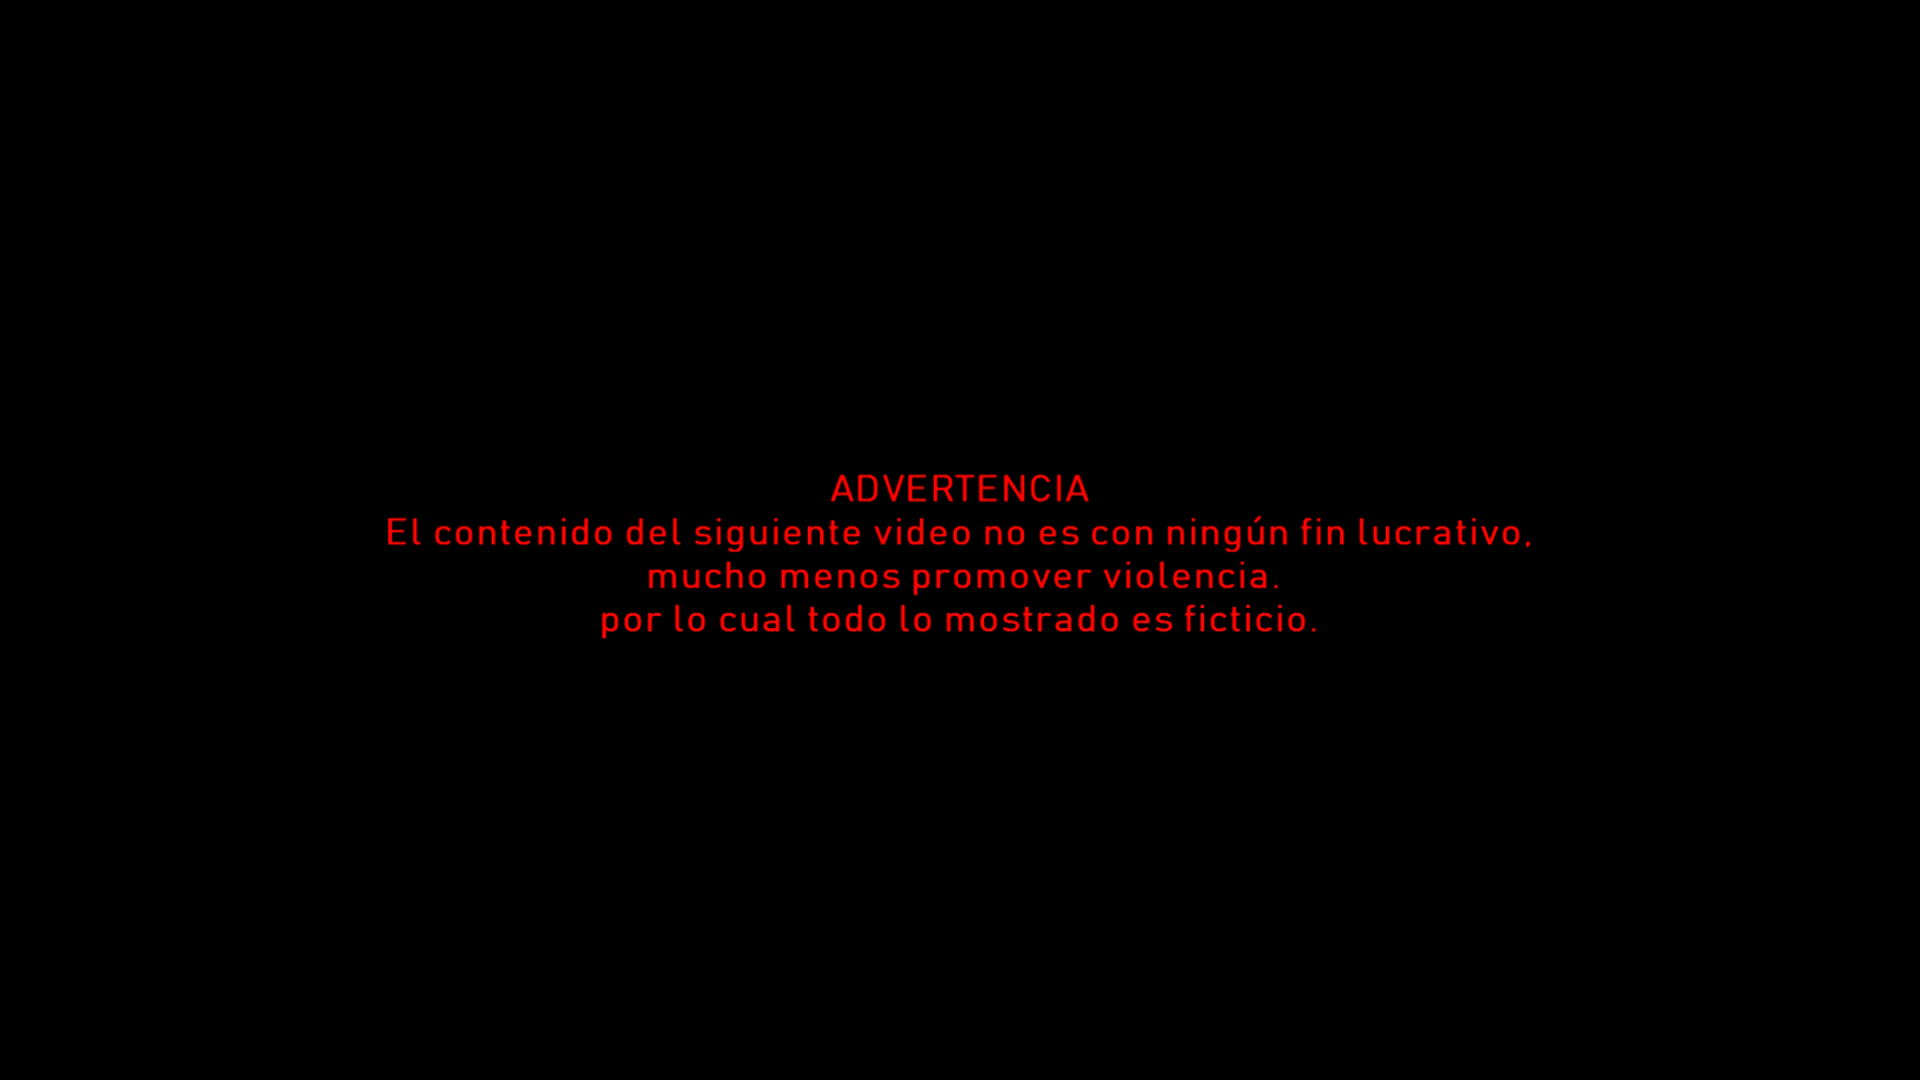 ADVERTENCIA
El contenido del siguiente video no es con ningún fin lucrativo,
mucho menos promover violencia.
por lo cual todo lo mostrado es ficticio.